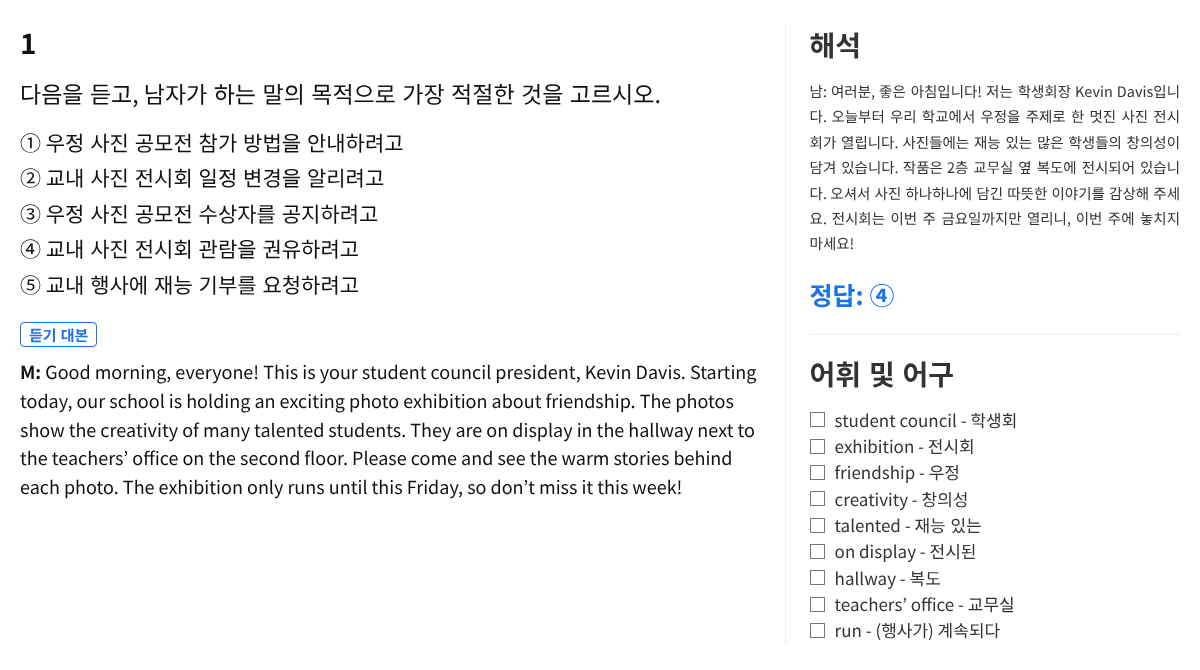 1
다음을 듣고, 남자가 하는 말의 목적으로 가장 적절한 것을 고르시오.
① 우정 사진 공모전 참가 방법을 안내하려고
② 교내 사진 전시회 일정 변경을 알리려고
③ 우정 사진 공모전 수상자를 공지하려고
④ 교내 사진 전시회 관람을 권유하려고
⑤ 교내 행사에 재능 기부를 요청하려고
듣기 대본
M: Good morning, everyone! This is your student council president, Kevin Davis. Starting
today, our school is holding an exciting photo exhibition about friendship. The photos
show the creativity of many talented students. They are on display in the hallway next to
the teachers’ office on the second floor. Please come and see the warm stories behind
each photo. The exhibition only runs until this Friday, so don’t miss it this week!
해석
남: 여러분, 좋은 아침입니다! 저는 학생회장 Kevin Davis입니
다. 오늘부터 우리 학교에서 우정을 주제로 한 멋진 사진 전시
회가 열립니다. 사진들에는 재능 있는 많은 학생들의 창의성이
담겨 있습니다. 작품은 2층 교무실 옆 복도에 전시되어 있습니
다. 오셔서 사진 하나하나에 담긴 따뜻한 이야기를 감상해 주세
요. 전시회는 이번 주 금요일까지만 열리니, 이번 주에 놓치지
마세요!
정답: ④
어휘 및 어구
☐ student council - 학생회
☐ exhibition - 전시회
☐ friendship - 우정
☐ creativity - 창의성
☐ talented - 재능 있는
☐ on display - 전시된
☐ hallway - 복도
☐ teachers’ office - 교무실
☐ run - (행사가) 계속되다